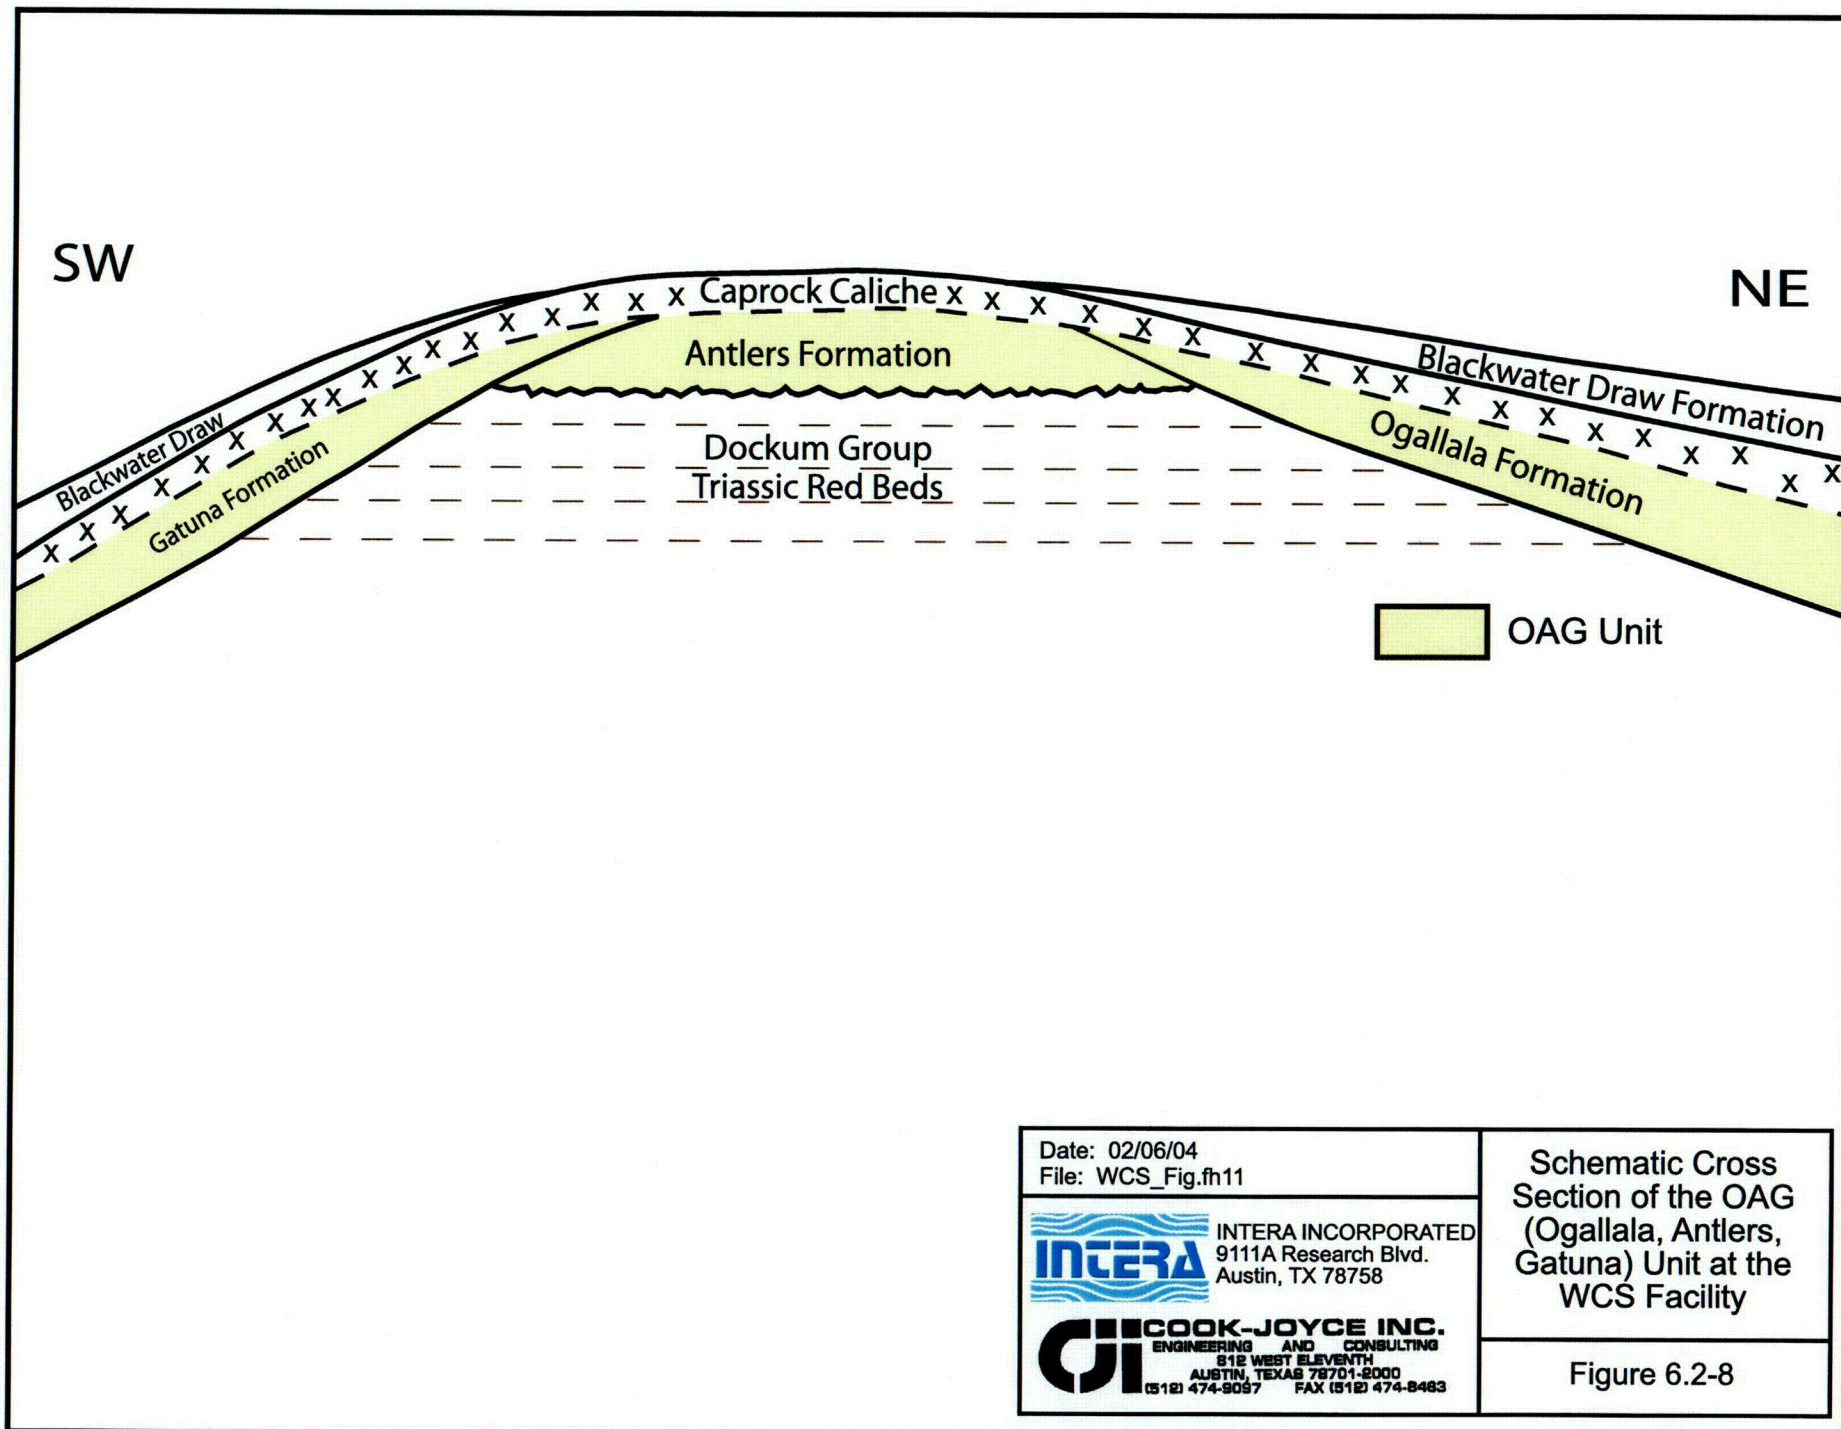 SW
NE
x x x Caprock Caliche x x x x x x x x x x x x x x x x x x x
x x x x x x x x x x x x x x x x
Antlers Formation
Blackwater Draw Formation
Blackwater Draw
Ogallala Formation
Gatuna Formation
Dockum Group
Triassic Red Beds
OAG Unit
Date: 02/06/04
File: WCS_Fig.fh11
INTERA
INTERA INCORPORATED
9111A Research Blvd.
Austin, TX 78758
CJI COOK-JOYCE INC.
ENGINEERING AND CONSULTING
812 WEST ELEVENTH
AUSTIN, TEXAS 78701-2000
(512) 474-9097 FAX (512) 474-8463
Schematic Cross
Section of the OAG
(Ogallala, Antlers,
Gatuna) Unit at the
WCS Facility
Figure 6.2-8